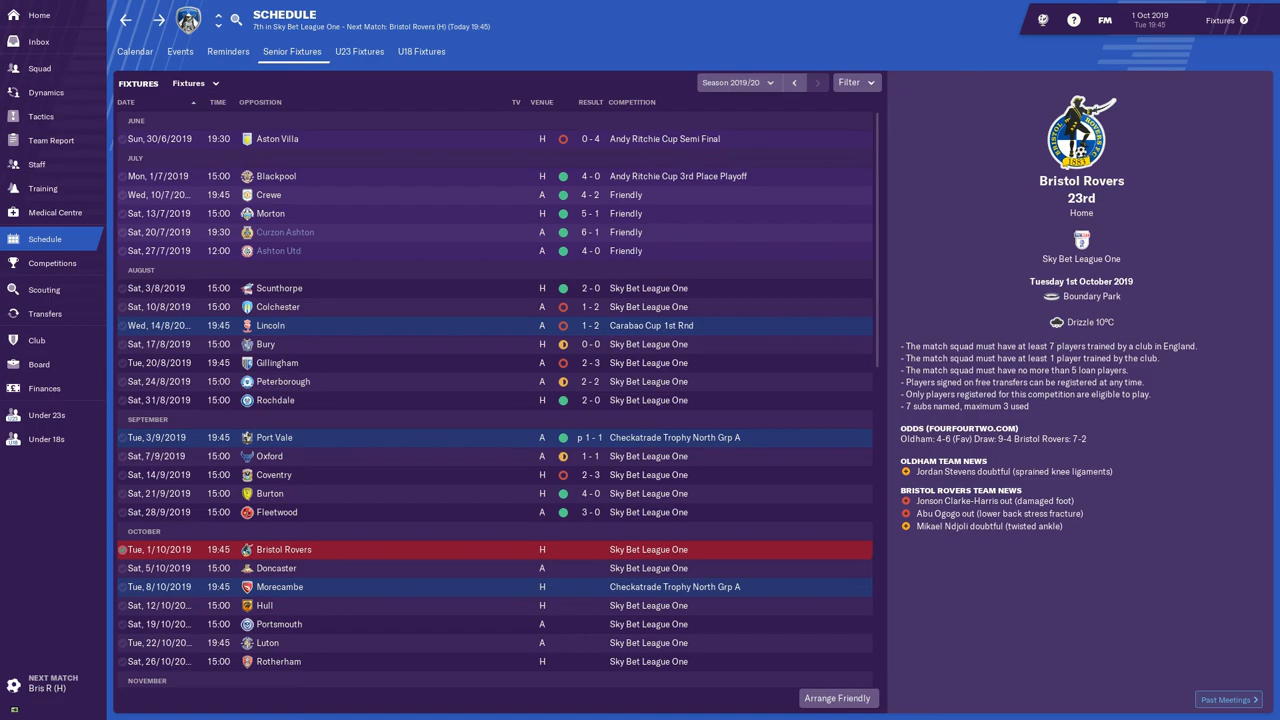 SCHEDULE
7th in Sky Bet League One - Next Match: Bristol Rovers (H) (Today 19:45)
FM
1 Oct 2019
Tue 19:45
Fixtures
Calendar Events Reminders Senior Fixtures U23 Fixtures U18 Fixtures
Home
Inbox
Squad
Dynamics
Tactics
Team Report
Staff
Training
Medical Centre
Schedule
Competitions
Scouting
Transfers
Club
Board
Finances
Under 23s
Under 18s
NEXT MATCH
Bris R (H)
FIXTURES Fixtures Season 2019/20 Filter
DATE TIME OPPOSITION TV VENUE RESULT COMPETITION
JUNE
Sun, 30/6/2019 19:30 Aston Villa H 0 - 4 Andy Ritchie Cup Semi Final
JULY
Mon, 1/7/2019 15:00 Blackpool H 4 - 0 Andy Ritchie Cup 3rd Place Playoff
Wed, 10/7/20... 19:45 Crewe A 4 - 2 Friendly
Sat, 13/7/2019 15:00 Morton H 5 - 1 Friendly
Sat, 20/7/2019 19:30 Curzon Ashton A 6 - 1 Friendly
Sat, 27/7/2019 12:00 Ashton Utd A 4 - 0 Friendly
AUGUST
Sat, 3/8/2019 15:00 Scunthorpe H 2 - 0 Sky Bet League One
Sat, 10/8/2019 15:00 Colchester A 1 - 2 Sky Bet League One
Wed, 14/8/20... 19:45 Lincoln A 1 - 2 Carabao Cup 1st Rnd
Sat, 17/8/2019 15:00 Bury H 0 - 0 Sky Bet League One
Tue, 20/8/2019 19:45 Gillingham A 2 - 3 Sky Bet League One
Sat, 24/8/2019 15:00 Peterborough A 2 - 2 Sky Bet League One
Sat, 31/8/2019 15:00 Rochdale H 2 - 0 Sky Bet League One
SEPTEMBER
Tue, 3/9/2019 19:45 Port Vale A p 1 - 1 Checkatrade Trophy North Grp A
Sat, 7/9/2019 15:00 Oxford A 1 - 1 Sky Bet League One
Sat, 14/9/2019 15:00 Coventry H 2 - 3 Sky Bet League One
Sat, 21/9/2019 15:00 Burton H 4 - 0 Sky Bet League One
Sat, 28/9/2019 15:00 Fleetwood A 3 - 0 Sky Bet League One
OCTOBER
Tue, 1/10/2019 19:45 Bristol Rovers H Sky Bet League One
Sat, 5/10/2019 15:00 Doncaster A Sky Bet League One
Tue, 8/10/2019 19:45 Morecambe H Checkatrade Trophy North Grp A
Sat, 12/10/20... 15:00 Hull H Sky Bet League One
Sat, 19/10/20... 15:00 Portsmouth A Sky Bet League One
Tue, 22/10/20... 19:45 Luton A Sky Bet League One
Sat, 26/10/20... 15:00 Rotherham H Sky Bet League One
NOVEMBER
Arrange Friendly
BRISTOL ROVERS F.C.
1883
Bristol Rovers
23rd
Home
Sky Bet League One
Tuesday 1st October 2019
Boundary Park
Drizzle 10°C
- The match squad must have at least 7 players trained by a club in England.
- The match squad must have at least 1 player trained by the club.
- The match squad must have no more than 5 loan players.
- Players signed on free transfers can be registered at any time.
- Only players registered for this competition are eligible to play.
- 7 subs named, maximum 3 used
ODDS (FOURFOURTWO.COM)
Oldham: 4-6 (Fav) Draw: 9-4 Bristol Rovers: 7-2
OLDHAM TEAM NEWS
Jordan Stevens doubtful (sprained knee ligaments)
BRISTOL ROVERS TEAM NEWS
Jonson Clarke-Harris out (damaged foot)
Abu Ogogo out (lower back stress fracture)
Mikael Ndjoli doubtful (twisted ankle)
Past Meetings